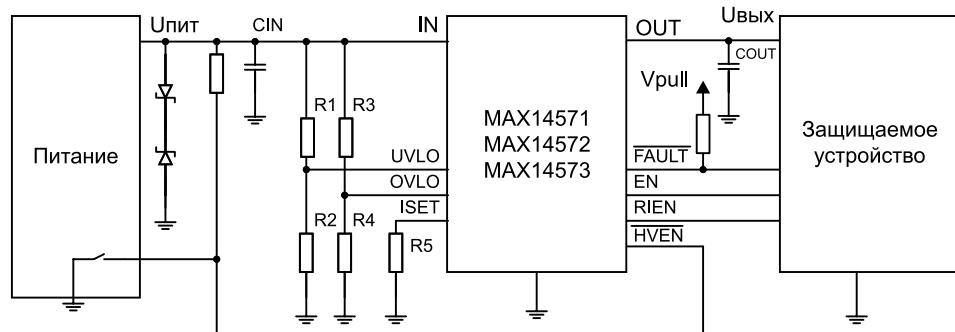 Uпит
CIN
IN
OUT
Uвых
COUT
Vpull
R1
R3
MAX14571
MAX14572
MAX14573
Питание
Защищаемое
устройство
UVLO
FAULT
OVLO
EN
ISET
RIEN
R2
R4
R5
HVEN